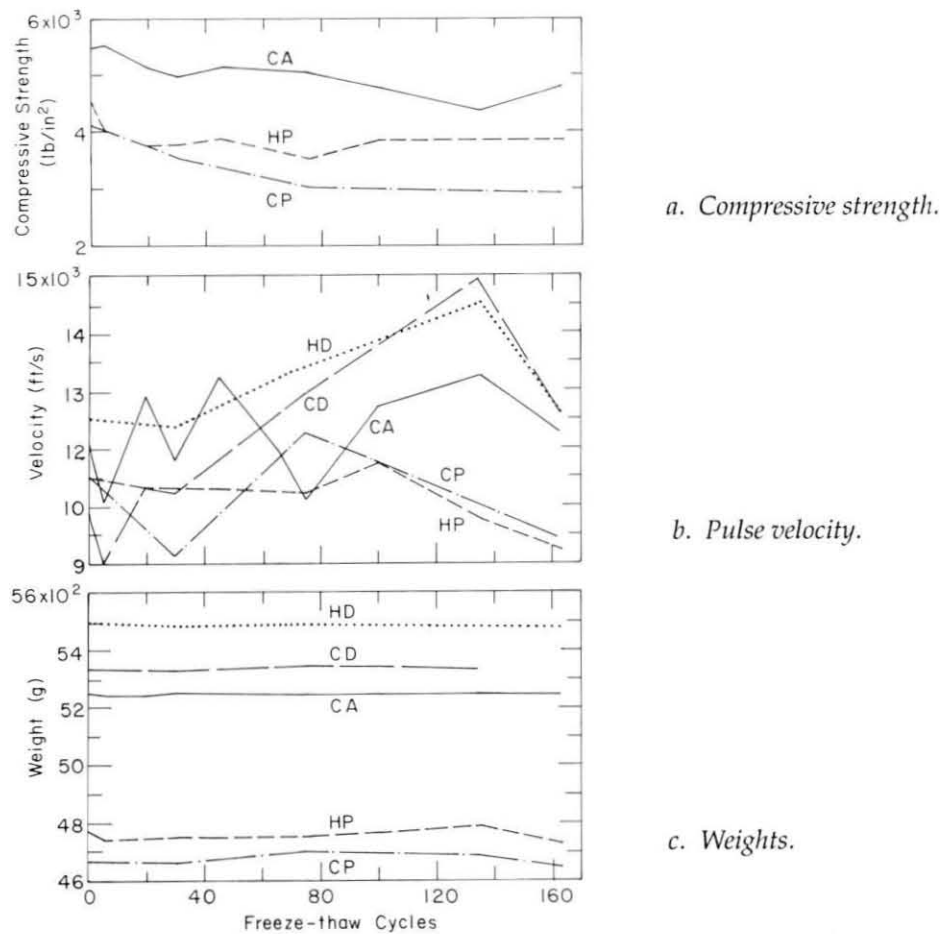 6x10³
4
2
Compressive Strength
(lb/in²)
CA
HP
CP
a. Compressive strength.
15x10³
14
13
12
10
9
Velocity (ft/s)
HD
CD
CA
CP
HP
b. Pulse velocity.
56x10²
54
52
50
48
46
Weight (g)
HD
CD
CA
HP
CP
c. Weights.
0
40
80
120
160
Freeze-thaw Cycles